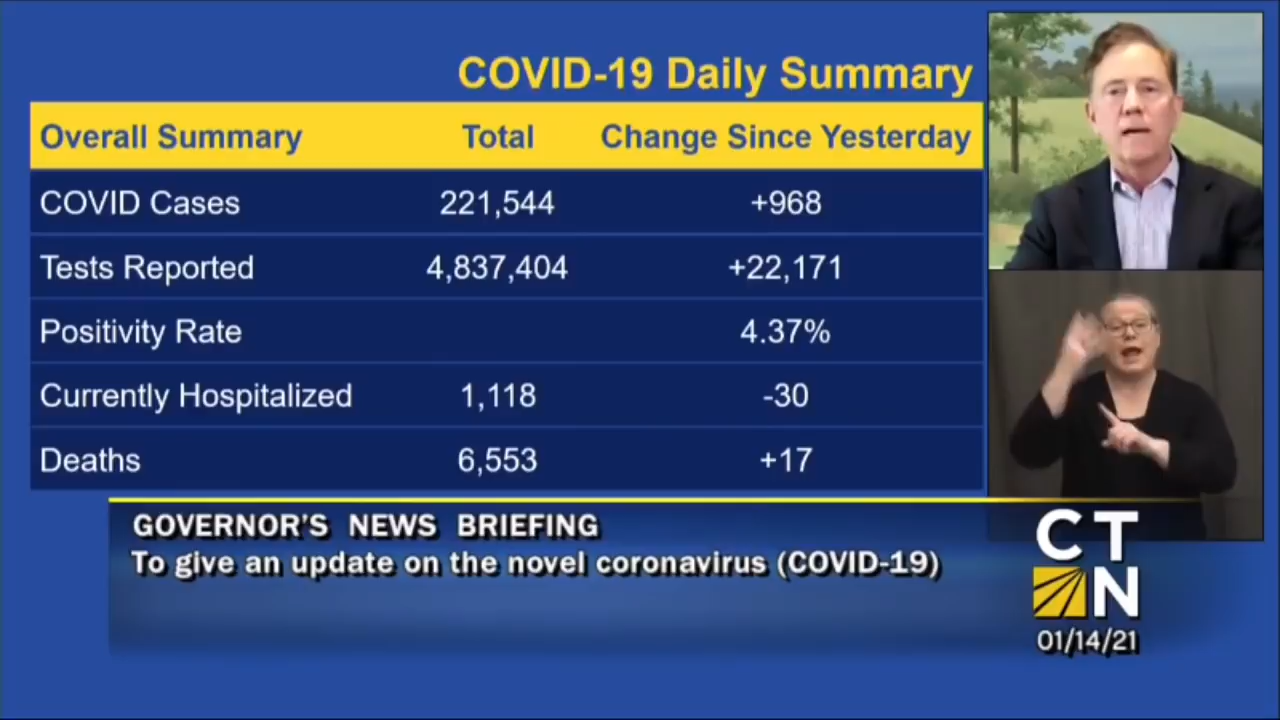 COVID-19 Daily Summary
Overall Summary Total Change Since Yesterday
COVID Cases 221,544 +968
Tests Reported 4,837,404 +22,171
Positivity Rate 4.37%
Currently Hospitalized 1,118 -30
Deaths 6,553 +17
GOVERNOR'S NEWS BRIEFING
To give an update on the novel coronavirus (COVID-19)
CT
N
01/14/21